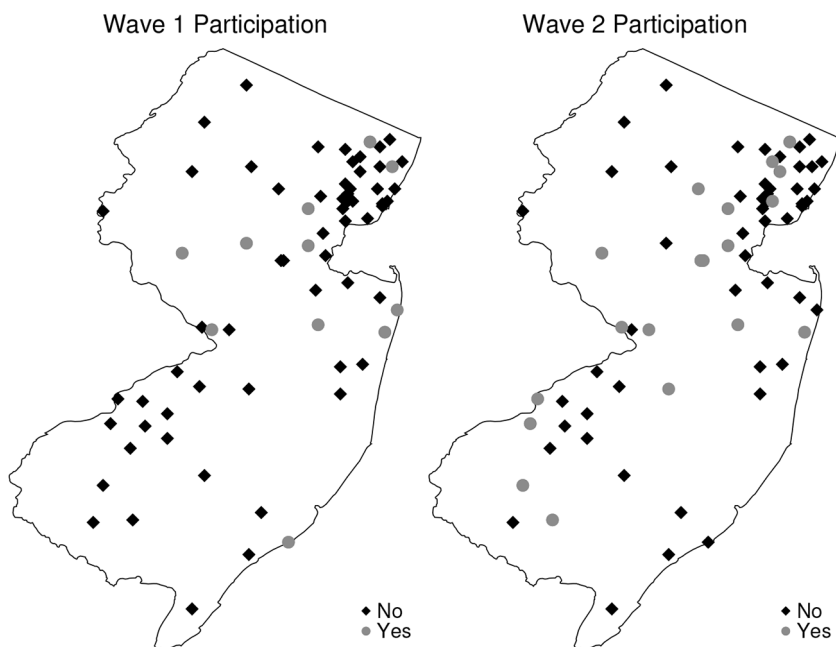 Wave 1 Participation
Wave 2 Participation
No
Yes
No
Yes